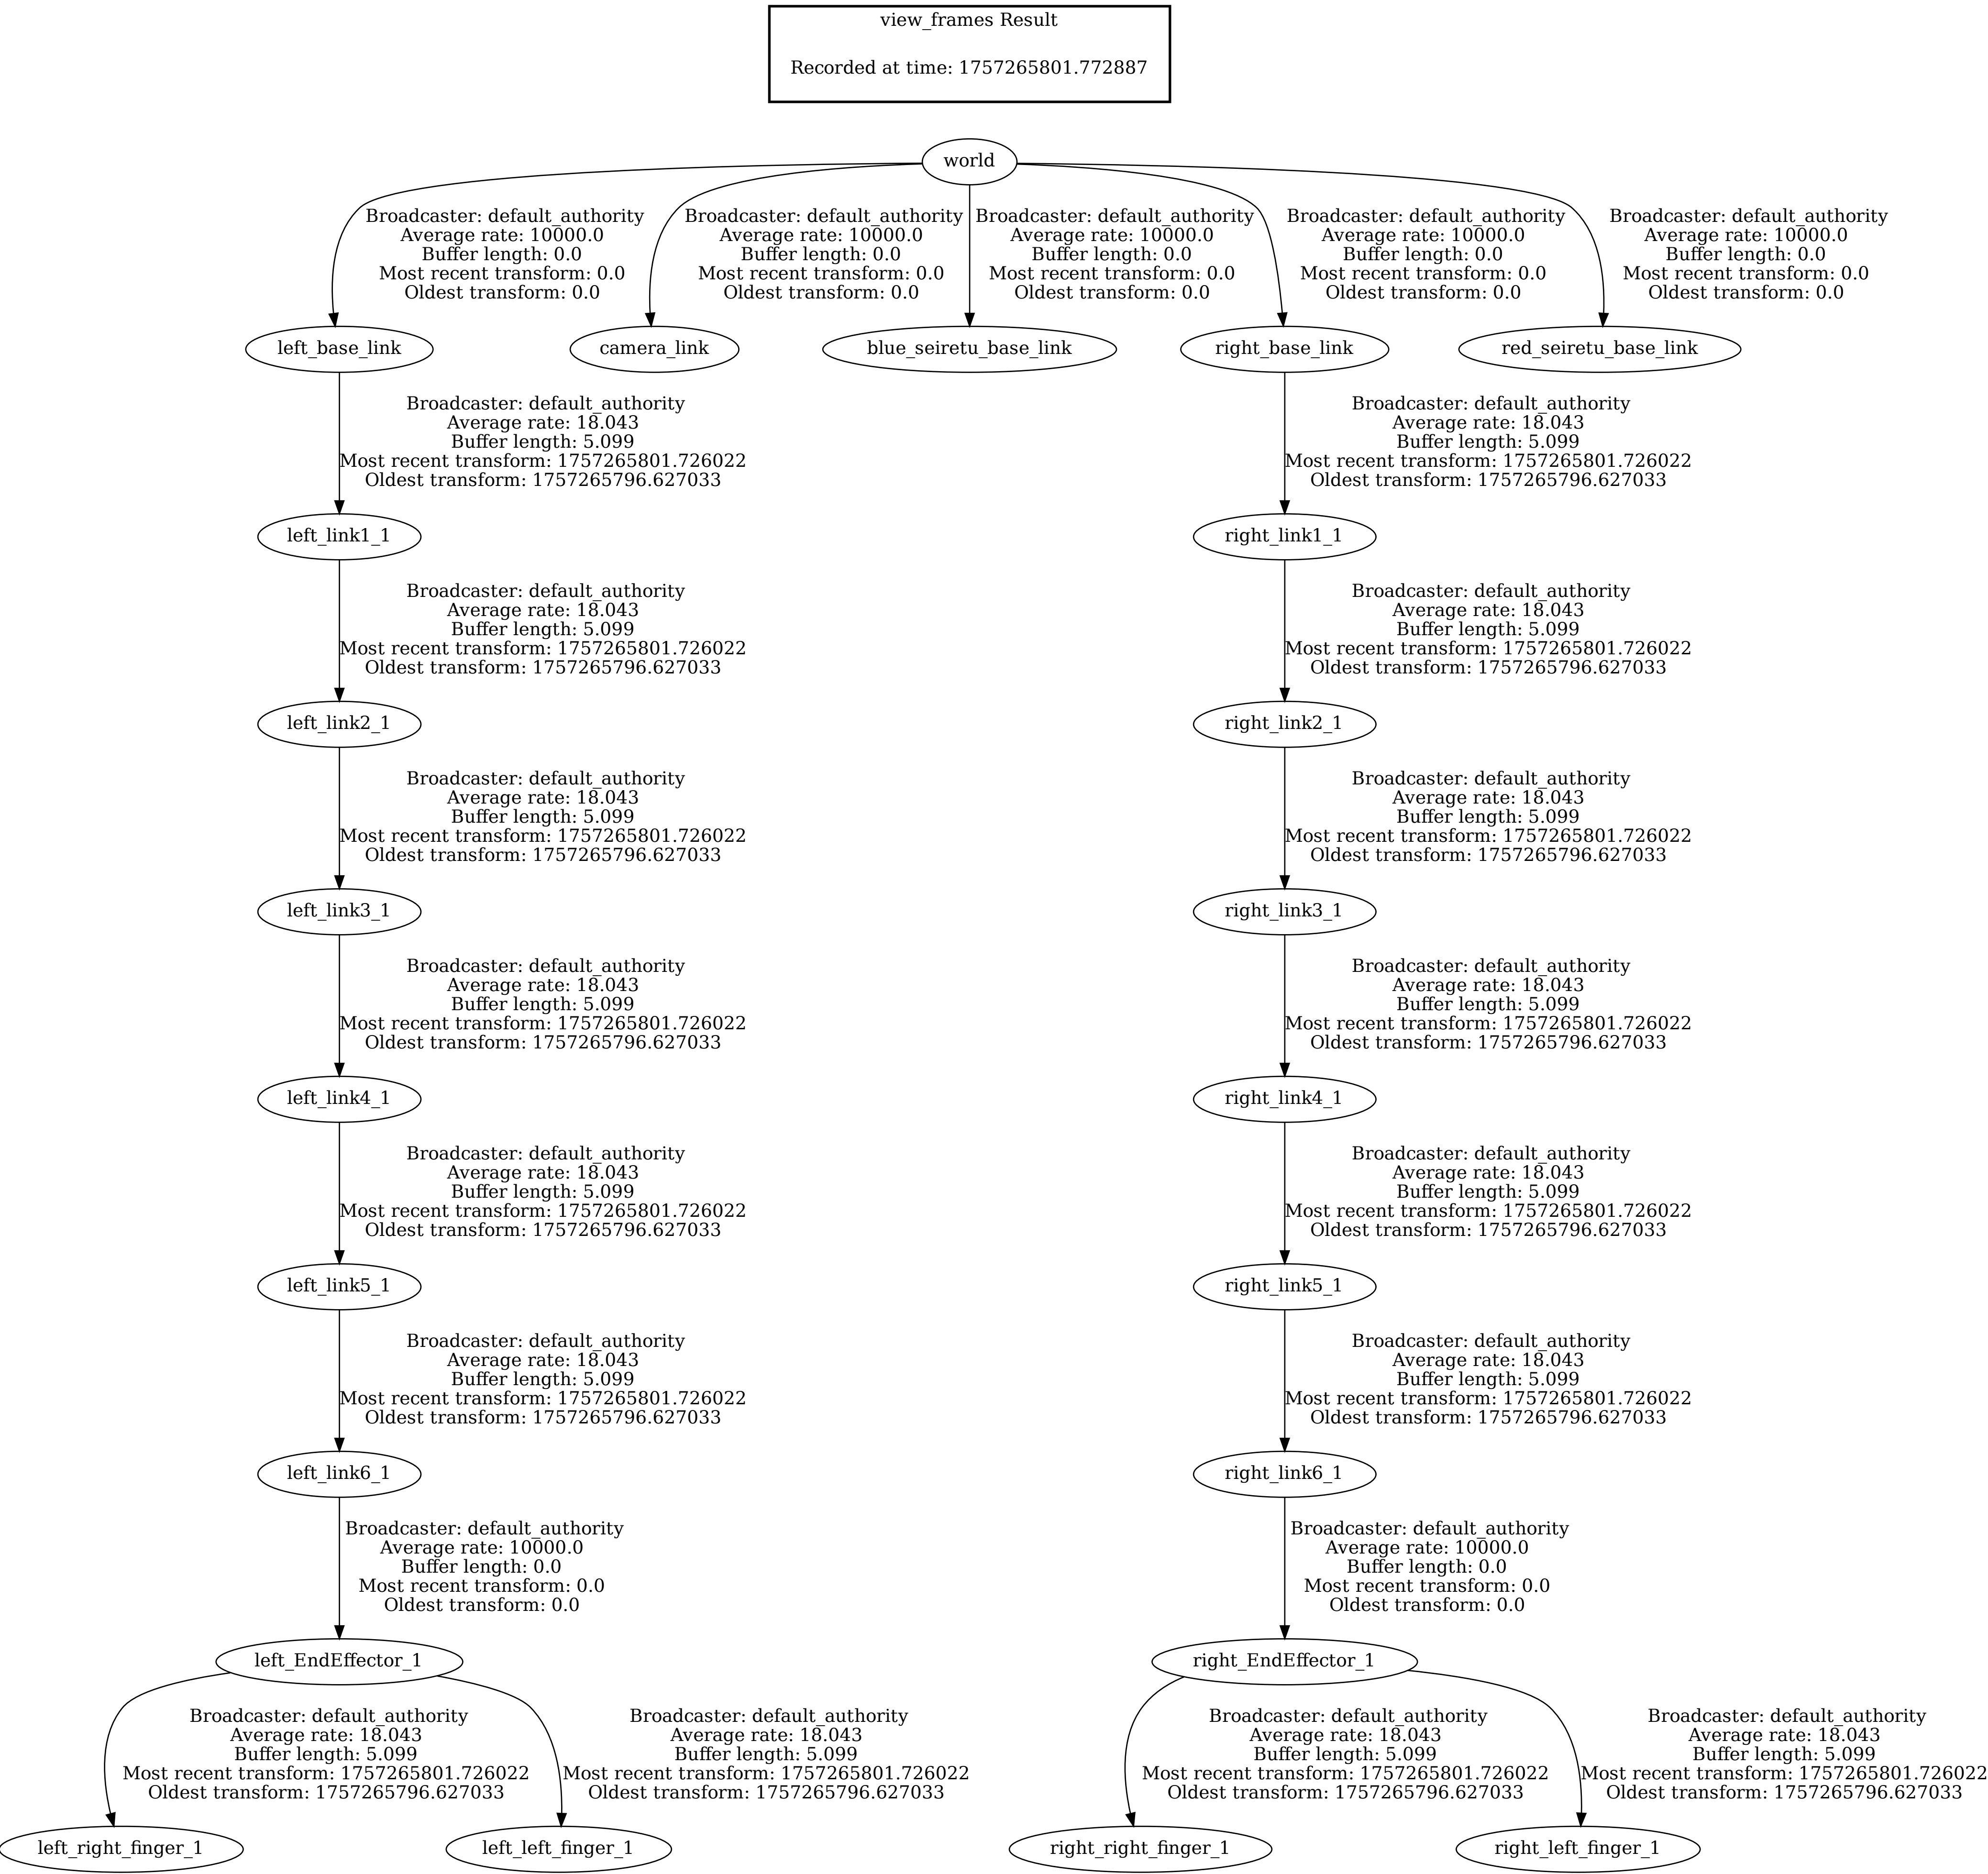 view_frames Result
Recorded at time: 1757265801.772887
world
Broadcaster: default_authority
Average rate: 10000.0
Buffer length: 0.0
Most recent transform: 0.0
Oldest transform: 0.0
Broadcaster: default_authority
Average rate: 10000.0
Buffer length: 0.0
Most recent transform: 0.0
Oldest transform: 0.0
Broadcaster: default_authority
Average rate: 10000.0
Buffer length: 0.0
Most recent transform: 0.0
Oldest transform: 0.0
Broadcaster: default_authority
Average rate: 10000.0
Buffer length: 0.0
Most recent transform: 0.0
Oldest transform: 0.0
Broadcaster: default_authority
Average rate: 10000.0
Buffer length: 0.0
Most recent transform: 0.0
Oldest transform: 0.0
left_base_link
camera_link
blue_seiretu_base_link
right_base_link
red_seiretu_base_link
Broadcaster: default_authority
Average rate: 18.043
Buffer length: 5.099
Most recent transform: 1757265801.726022
Oldest transform: 1757265796.627033
Broadcaster: default_authority
Average rate: 18.043
Buffer length: 5.099
Most recent transform: 1757265801.726022
Oldest transform: 1757265796.627033
left_link1_1
right_link1_1
Broadcaster: default_authority
Average rate: 18.043
Buffer length: 5.099
Most recent transform: 1757265801.726022
Oldest transform: 1757265796.627033
Broadcaster: default_authority
Average rate: 18.043
Buffer length: 5.099
Most recent transform: 1757265801.726022
Oldest transform: 1757265796.627033
left_link2_1
right_link2_1
Broadcaster: default_authority
Average rate: 18.043
Buffer length: 5.099
Most recent transform: 1757265801.726022
Oldest transform: 1757265796.627033
Broadcaster: default_authority
Average rate: 18.043
Buffer length: 5.099
Most recent transform: 1757265801.726022
Oldest transform: 1757265796.627033
left_link3_1
right_link3_1
Broadcaster: default_authority
Average rate: 18.043
Buffer length: 5.099
Most recent transform: 1757265801.726022
Oldest transform: 1757265796.627033
Broadcaster: default_authority
Average rate: 18.043
Buffer length: 5.099
Most recent transform: 1757265801.726022
Oldest transform: 1757265796.627033
left_link4_1
right_link4_1
Broadcaster: default_authority
Average rate: 18.043
Buffer length: 5.099
Most recent transform: 1757265801.726022
Oldest transform: 1757265796.627033
Broadcaster: default_authority
Average rate: 18.043
Buffer length: 5.099
Most recent transform: 1757265801.726022
Oldest transform: 1757265796.627033
left_link5_1
right_link5_1
Broadcaster: default_authority
Average rate: 18.043
Buffer length: 5.099
Most recent transform: 1757265801.726022
Oldest transform: 1757265796.627033
Broadcaster: default_authority
Average rate: 18.043
Buffer length: 5.099
Most recent transform: 1757265801.726022
Oldest transform: 1757265796.627033
left_link6_1
right_link6_1
Broadcaster: default_authority
Average rate: 10000.0
Buffer length: 0.0
Most recent transform: 0.0
Oldest transform: 0.0
Broadcaster: default_authority
Average rate: 10000.0
Buffer length: 0.0
Most recent transform: 0.0
Oldest transform: 0.0
left_EndEffector_1
right_EndEffector_1
Broadcaster: default_authority
Average rate: 18.043
Buffer length: 5.099
Most recent transform: 1757265801.726022
Oldest transform: 1757265796.627033
Broadcaster: default_authority
Average rate: 18.043
Buffer length: 5.099
Most recent transform: 1757265801.726022
Oldest transform: 1757265796.627033
Broadcaster: default_authority
Average rate: 18.043
Buffer length: 5.099
Most recent transform: 1757265801.726022
Oldest transform: 1757265796.627033
Broadcaster: default_authority
Average rate: 18.043
Buffer length: 5.099
Most recent transform: 1757265801.726022
Oldest transform: 1757265796.627033
left_right_finger_1
left_left_finger_1
right_right_finger_1
right_left_finger_1